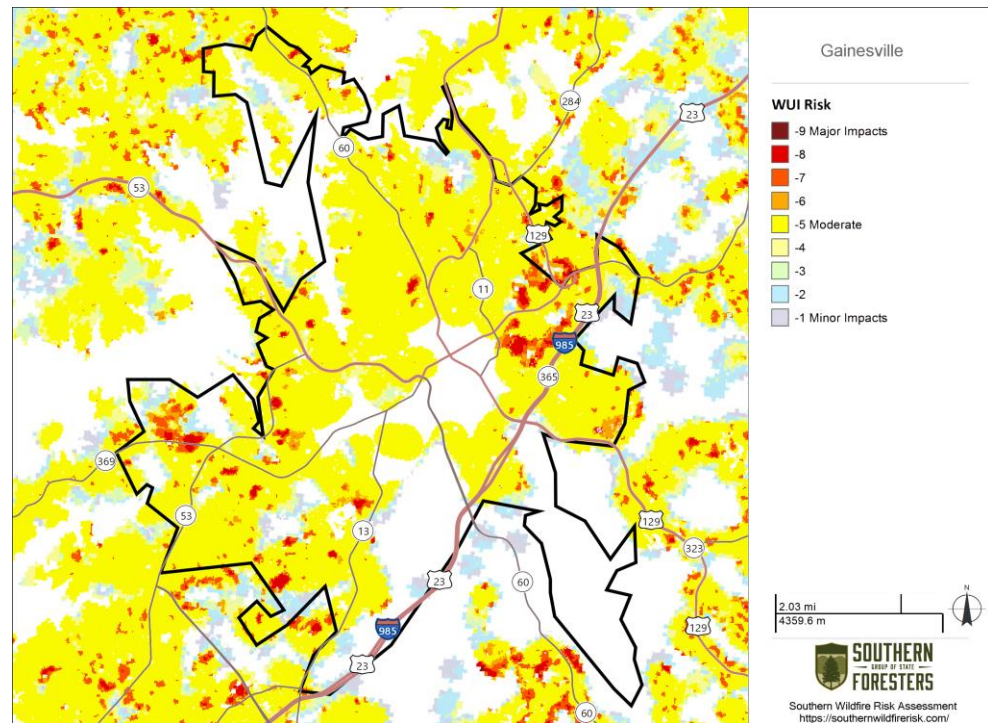 Gainesville
WUI Risk
-9 Major Impacts
-8
-7
-6
-5 Moderate
-4
-3
-2
-1 Minor Impacts
284
23
60
53
129
11
23
985
365
369
53
13
129
323
60
23
129
985
23
60
N
2.03 mi
4359.6 m
SOUTHERN
GROUP OF STATE
FORESTERS
Southern Wildfire Risk Assessment
https://southernwildfirerisk.com/